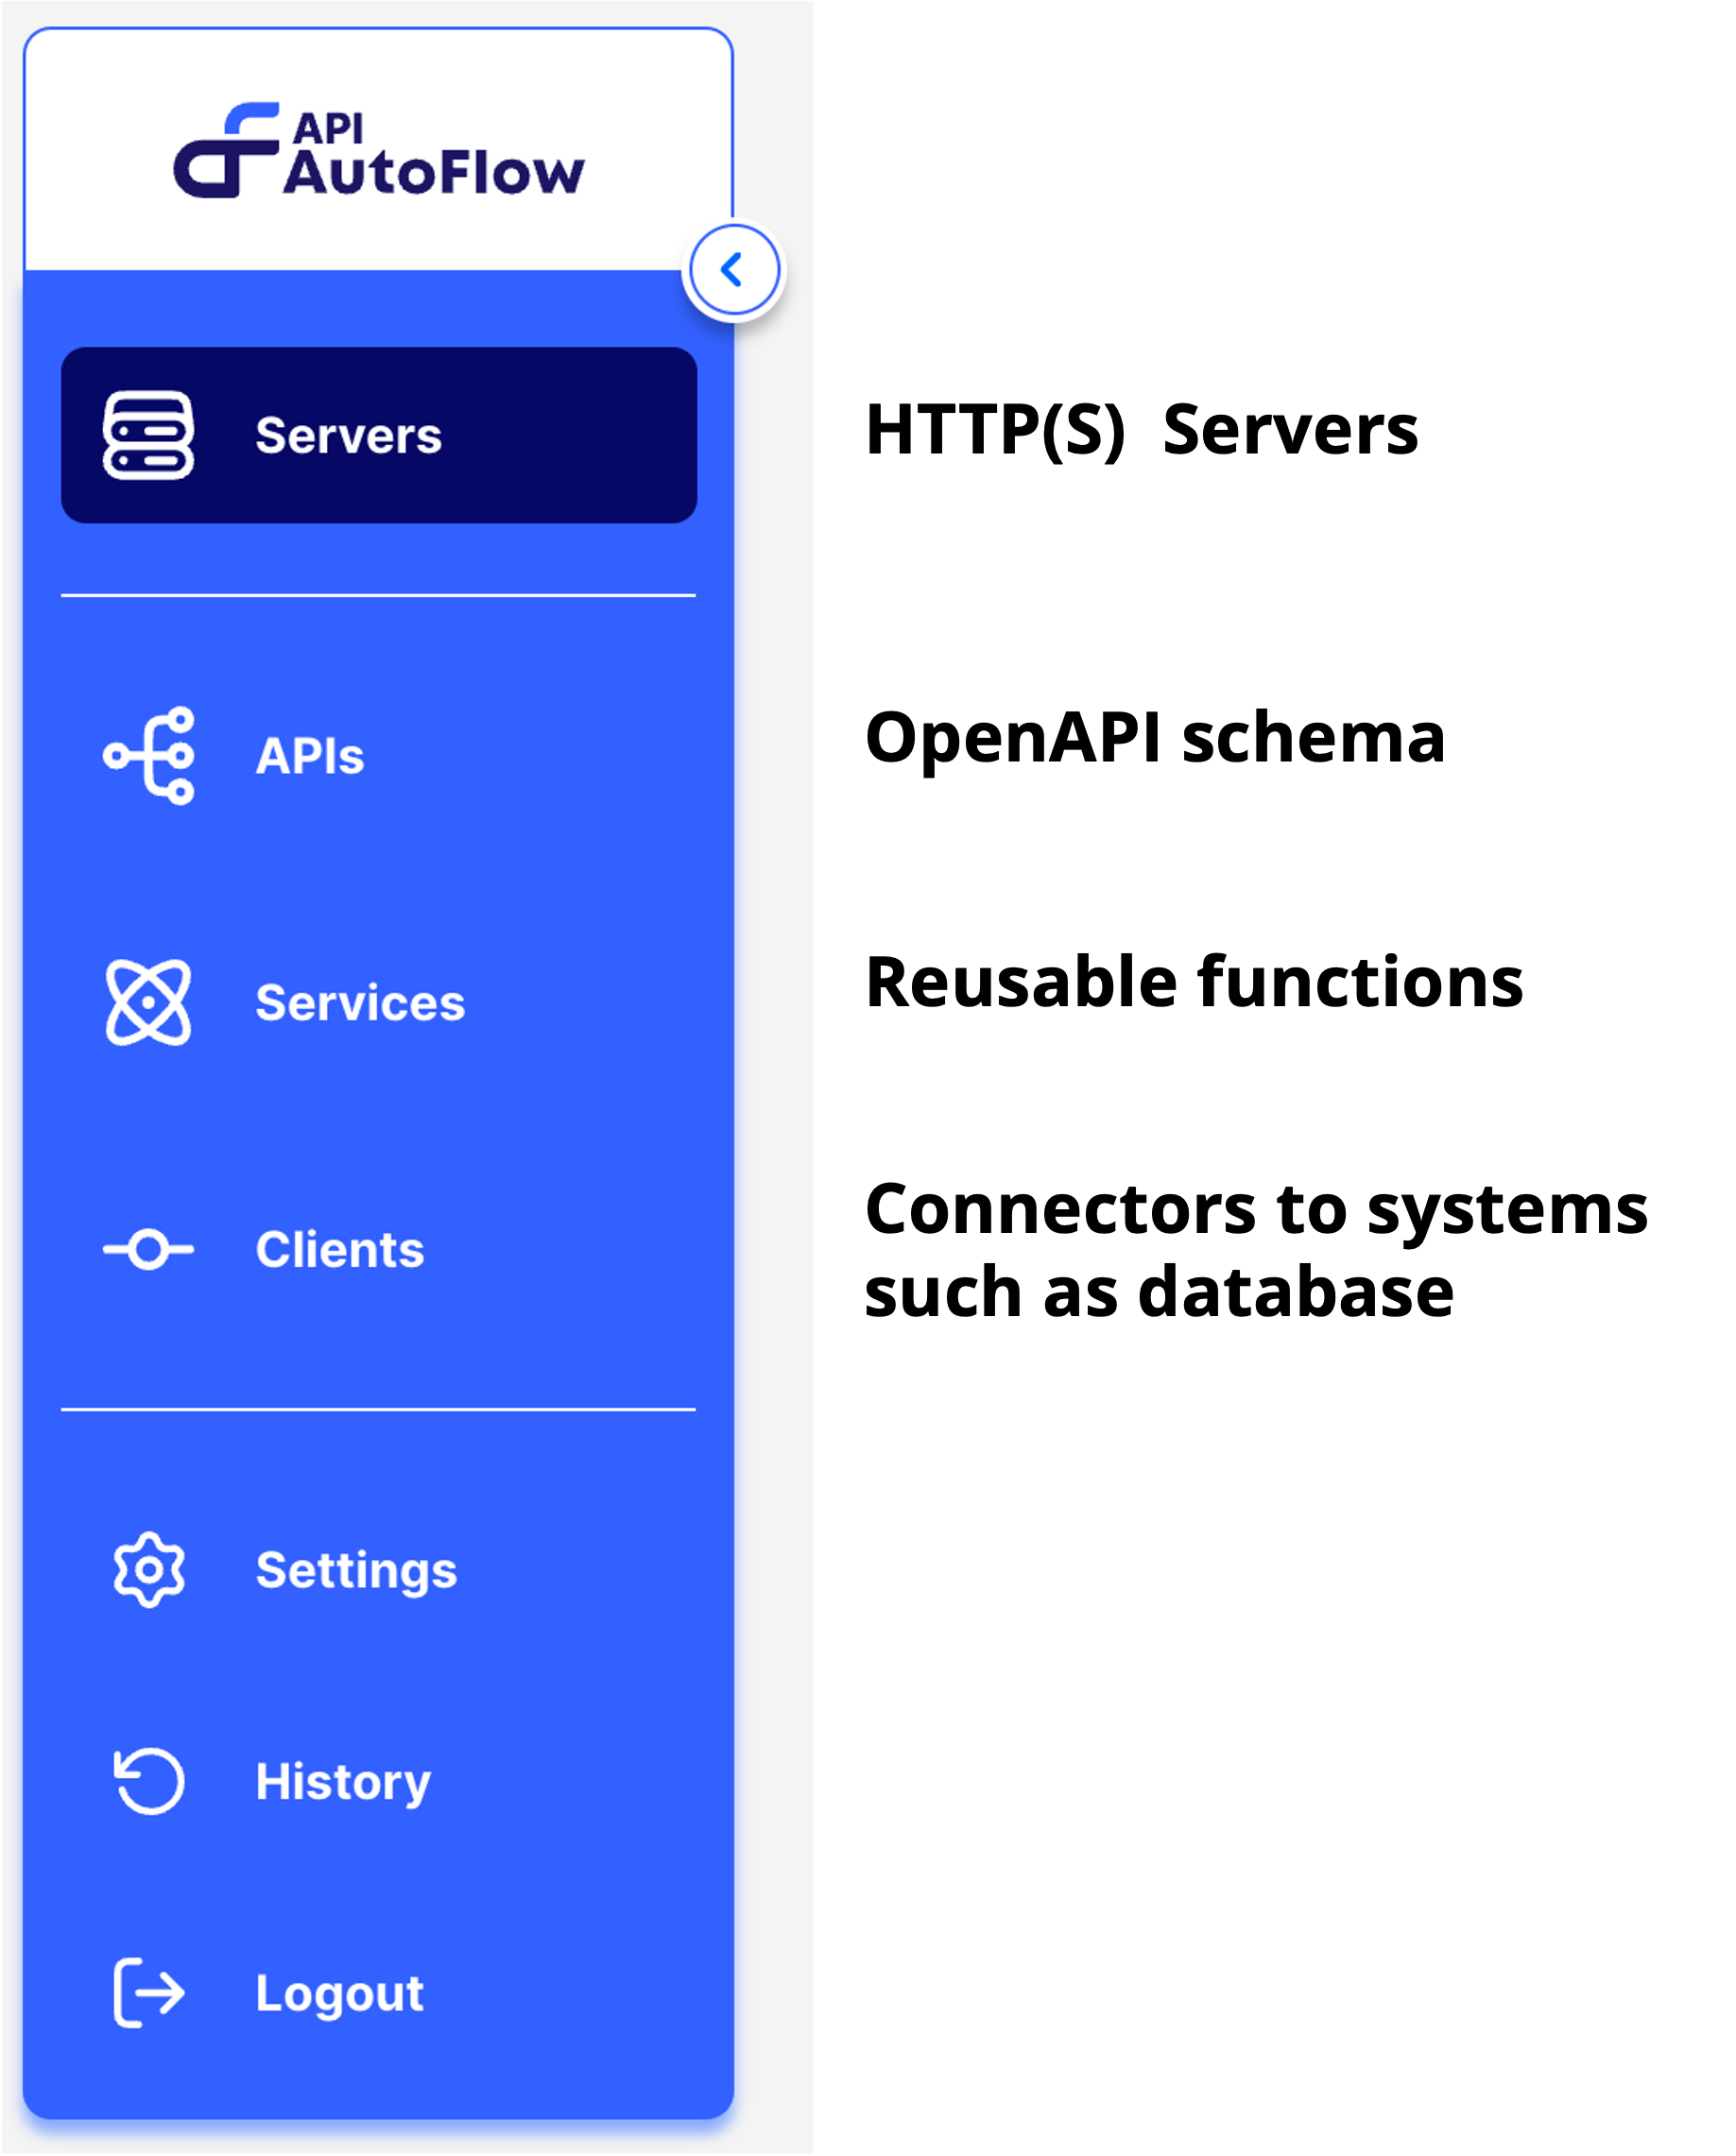 API
AutoFlow
Servers
HTTP(S) Servers
APIs
OpenAPI schema
Services
Reusable functions
Clients
Connectors to systems
such as database
Settings
History
Logout